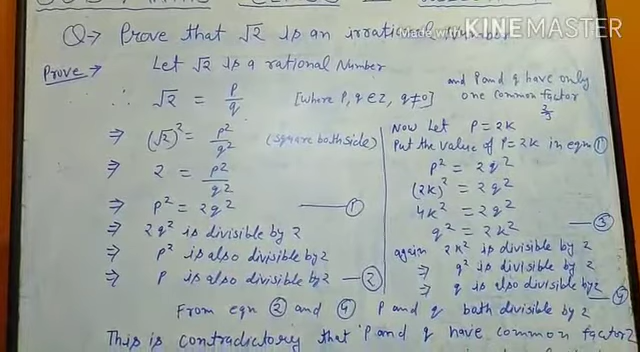 Q→ Prove that √2 is an irrational number
Made with KINEMASTER
Prove → Let √2 is a rational Number
∴ √2 = p/q [where P, q ∈ Z, q ≠ 0] and P and q have only
one common factor
⇒ (√2)² = p²/q² (square both side)
⇒ 2 = p²/q²
⇒ p² = 2q² — ①
⇒ 2q² is divisible by 2
⇒ p² is also divisible by 2
⇒ P is also divisible by 2 — ②
Now Let P = 2K
Put the value of P = 2K in eqn ①
p² = 2q²
(2K)² = 2q²
4K² = 2q²
q² = 2K² — ③
again 2K² is divisible by 2
⇒ q² is divisible by 2
⇒ q is also divisible by 2 — ④
From eqn ② and ④ P and q both divisible by 2
This is contradictory that P and q have common factor 2